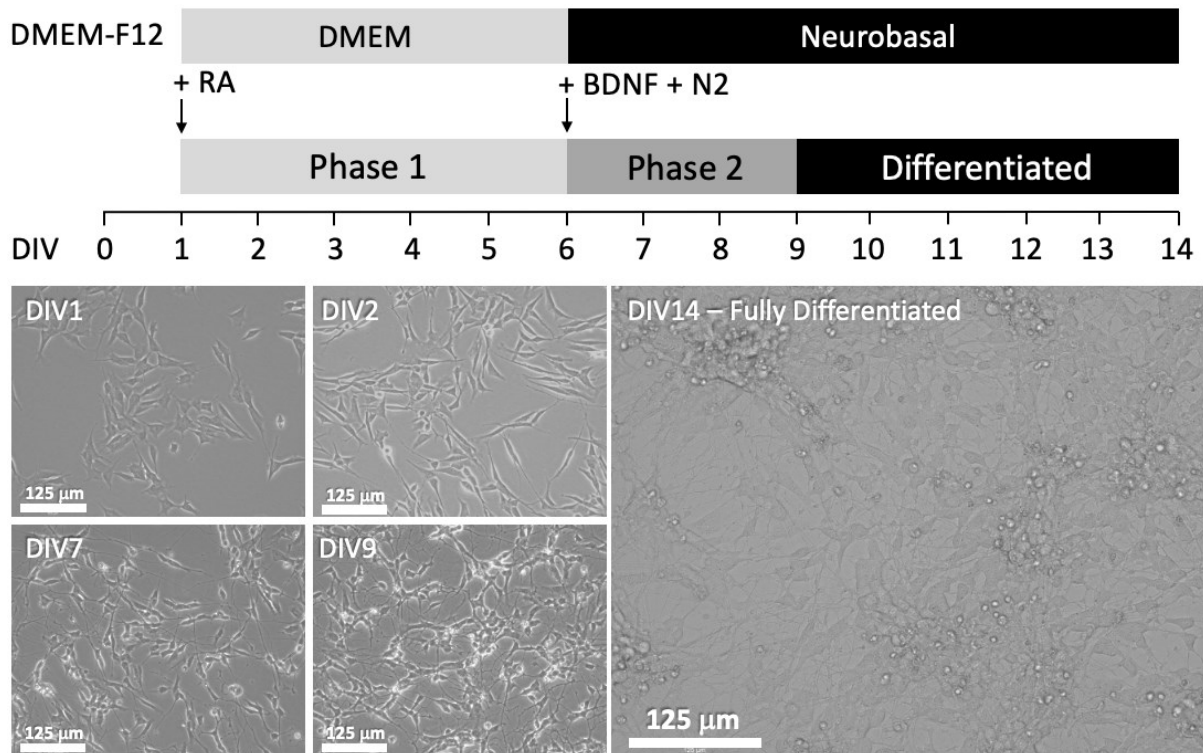 DMEM-F12 DMEM Neurobasal
+ RA + BDNF + N2
Phase 1 Phase 2 Differentiated
DIV 0 1 2 3 4 5 6 7 8 9 10 11 12 13 14
DIV1 DIV2 DIV14 – Fully Differentiated
125 µm 125 µm
DIV7 DIV9
125 µm 125 µm 125 µm